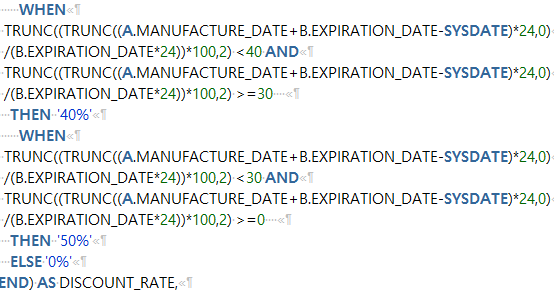 WHEN
TRUNC((TRUNC((A.MANUFACTURE_DATE+B.EXPIRATION_DATE-SYSDATE)*24,0)
/(B.EXPIRATION_DATE*24))*100,2) <40 AND
TRUNC((TRUNC((A.MANUFACTURE_DATE+B.EXPIRATION_DATE-SYSDATE)*24,0)
/(B.EXPIRATION_DATE*24))*100,2) >=30
THEN '40%'
WHEN
TRUNC((TRUNC((A.MANUFACTURE_DATE+B.EXPIRATION_DATE-SYSDATE)*24,0)
/(B.EXPIRATION_DATE*24))*100,2) <30 AND
TRUNC((TRUNC((A.MANUFACTURE_DATE+B.EXPIRATION_DATE-SYSDATE)*24,0)
/(B.EXPIRATION_DATE*24))*100,2) >=0
THEN '50%'
ELSE '0%'
END) AS DISCOUNT_RATE,